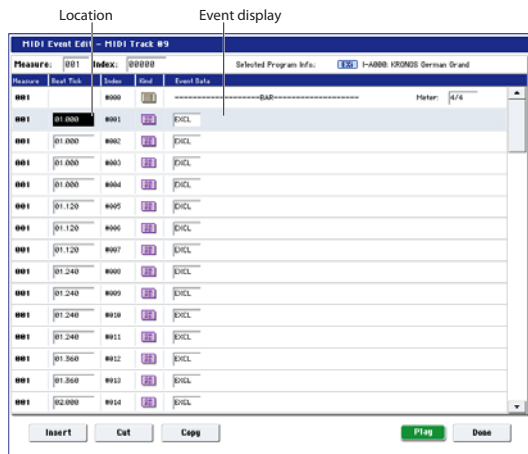 Location Event display
MIDI Event Edit – MIDI Track 09
Measure: 001 Index: 00000 Selected Program Info.: I-A000: KRONOS German Grand
Measure Beat Tick Index Kind Event Data
001 #000 --------------------BAR-------------------- Meter: 4/4
001 01.000 #001 EXCL
001 01.000 #002 EXCL
001 01.000 #003 EXCL
001 01.000 #004 EXCL
001 01.120 #005 EXCL
001 01.120 #006 EXCL
001 01.120 #007 EXCL
001 01.240 #008 EXCL
001 01.240 #009 EXCL
001 01.240 #010 EXCL
001 01.240 #011 EXCL
001 01.360 #012 EXCL
001 01.360 #013 EXCL
001 02.000 #014 EXCL
Insert Cut Copy Play Done